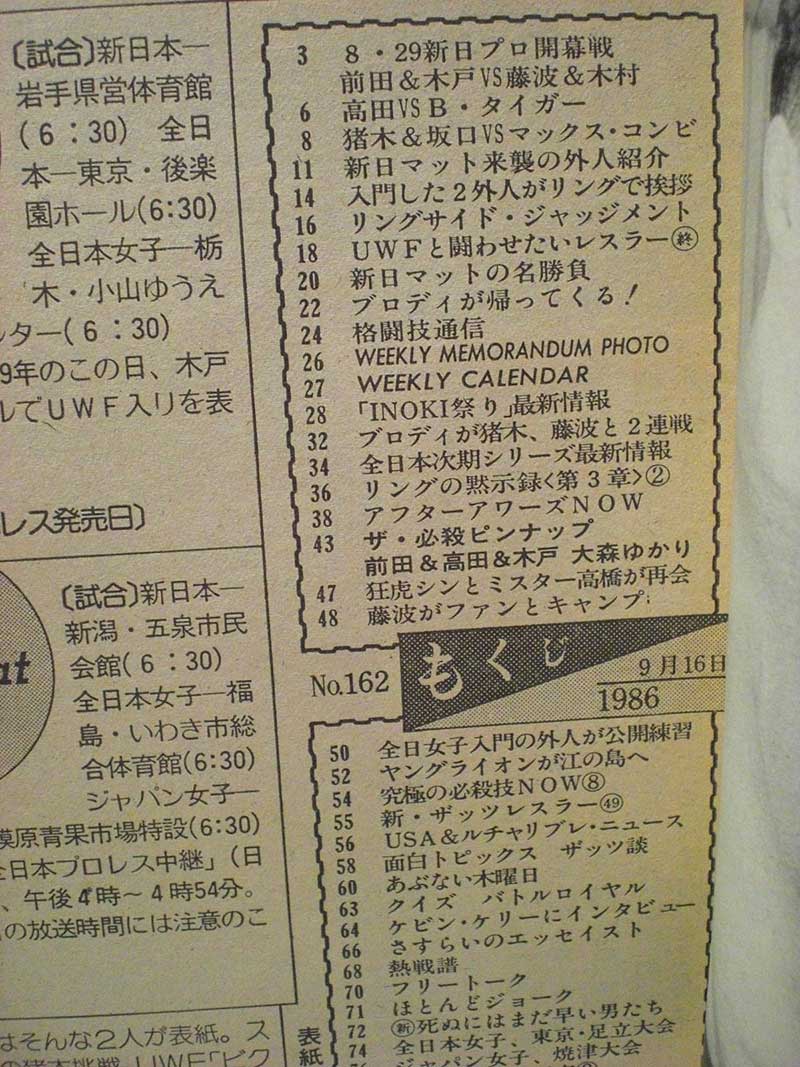 〔試合〕新日本―
岩手県営体育館
(6：30) 全日
本―東京・後楽
園ホール(6:30)
全日本女子―栃
木・小山ゆうえ
ター(6：30)
9年のこの日、木戸
ルでUWF入りを表
レス発売日〕
〔試合〕新日本―
新潟・五泉市民
会館(6：30)
全日本女子―福
島・いわき市総
合体育館(6:30)
ジャパン女子―
模原青果市場特設(6:30)
全日本プロレス中継」(日
、午後4時～4時54分。
の放送時間には注意のこ
はそんな2人が表紙。ス
3 8・29新日プロ開幕戦
前田&木戸VS藤波&木村
6 高田VSB・タイガー
8 猪木&坂口VSマックス・コンビ
11 新日マット来襲の外人紹介
14 入門した2外人がリングで挨拶
16 リングサイド・ジャッジメント
18 UWFと闘わせたいレスラー㊡終
20 新日マットの名勝負
22 ブロディが帰ってくる！
24 格闘技通信
26 WEEKLY MEMORANDUM PHOTO
27 WEEKLY CALENDAR
28 「INOKI祭り」最新情報
32 ブロディが猪木、藤波と2連戦
34 全日本次期シリーズ最新情報
36 リングの黙示録<第3章>②
38 アフターアワーズNOW
43 ザ・必殺ピンナップ
前田&高田&木戸 大森ゆかり
47 狂虎シンとミスター高橋が再会
48 藤波がファンとキャンプ
No.162
もくじ
9月16日
1986
50 全日女子入門の外人が公開練習
52 ヤングライオンが江の島へ
54 究極の必殺技NOW⑧
55 新・ザッツレスラー㊾
56 USA&ルチャリブレ・ニュース
58 面白トピックス ザッツ談
60 あぶない木曜日
63 クイズ バトルロイヤル
64 ケビン・ケリーにインタビュー
66 さすらいのエッセイスト
68 熱戦譜
70 フリートーク
71 ほとんどジョーク
72 新死ぬにはまだ早い男たち
74 全日本女子、東京・足立大会
ジャパン女子、焼津大会
表紙